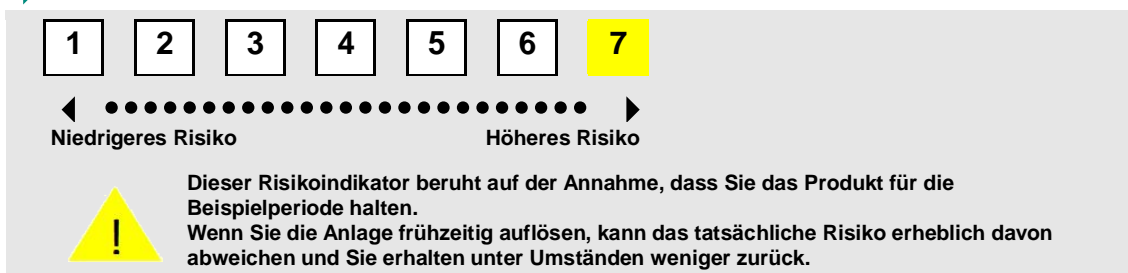 1 2 3 4 5 6 7
Niedrigeres Risiko Höheres Risiko
Dieser Risikoindikator beruht auf der Annahme, dass Sie das Produkt für die
Beispielperiode halten.
! Wenn Sie die Anlage frühzeitig auflösen, kann das tatsächliche Risiko erheblich davon
abweichen und Sie erhalten unter Umständen weniger zurück.